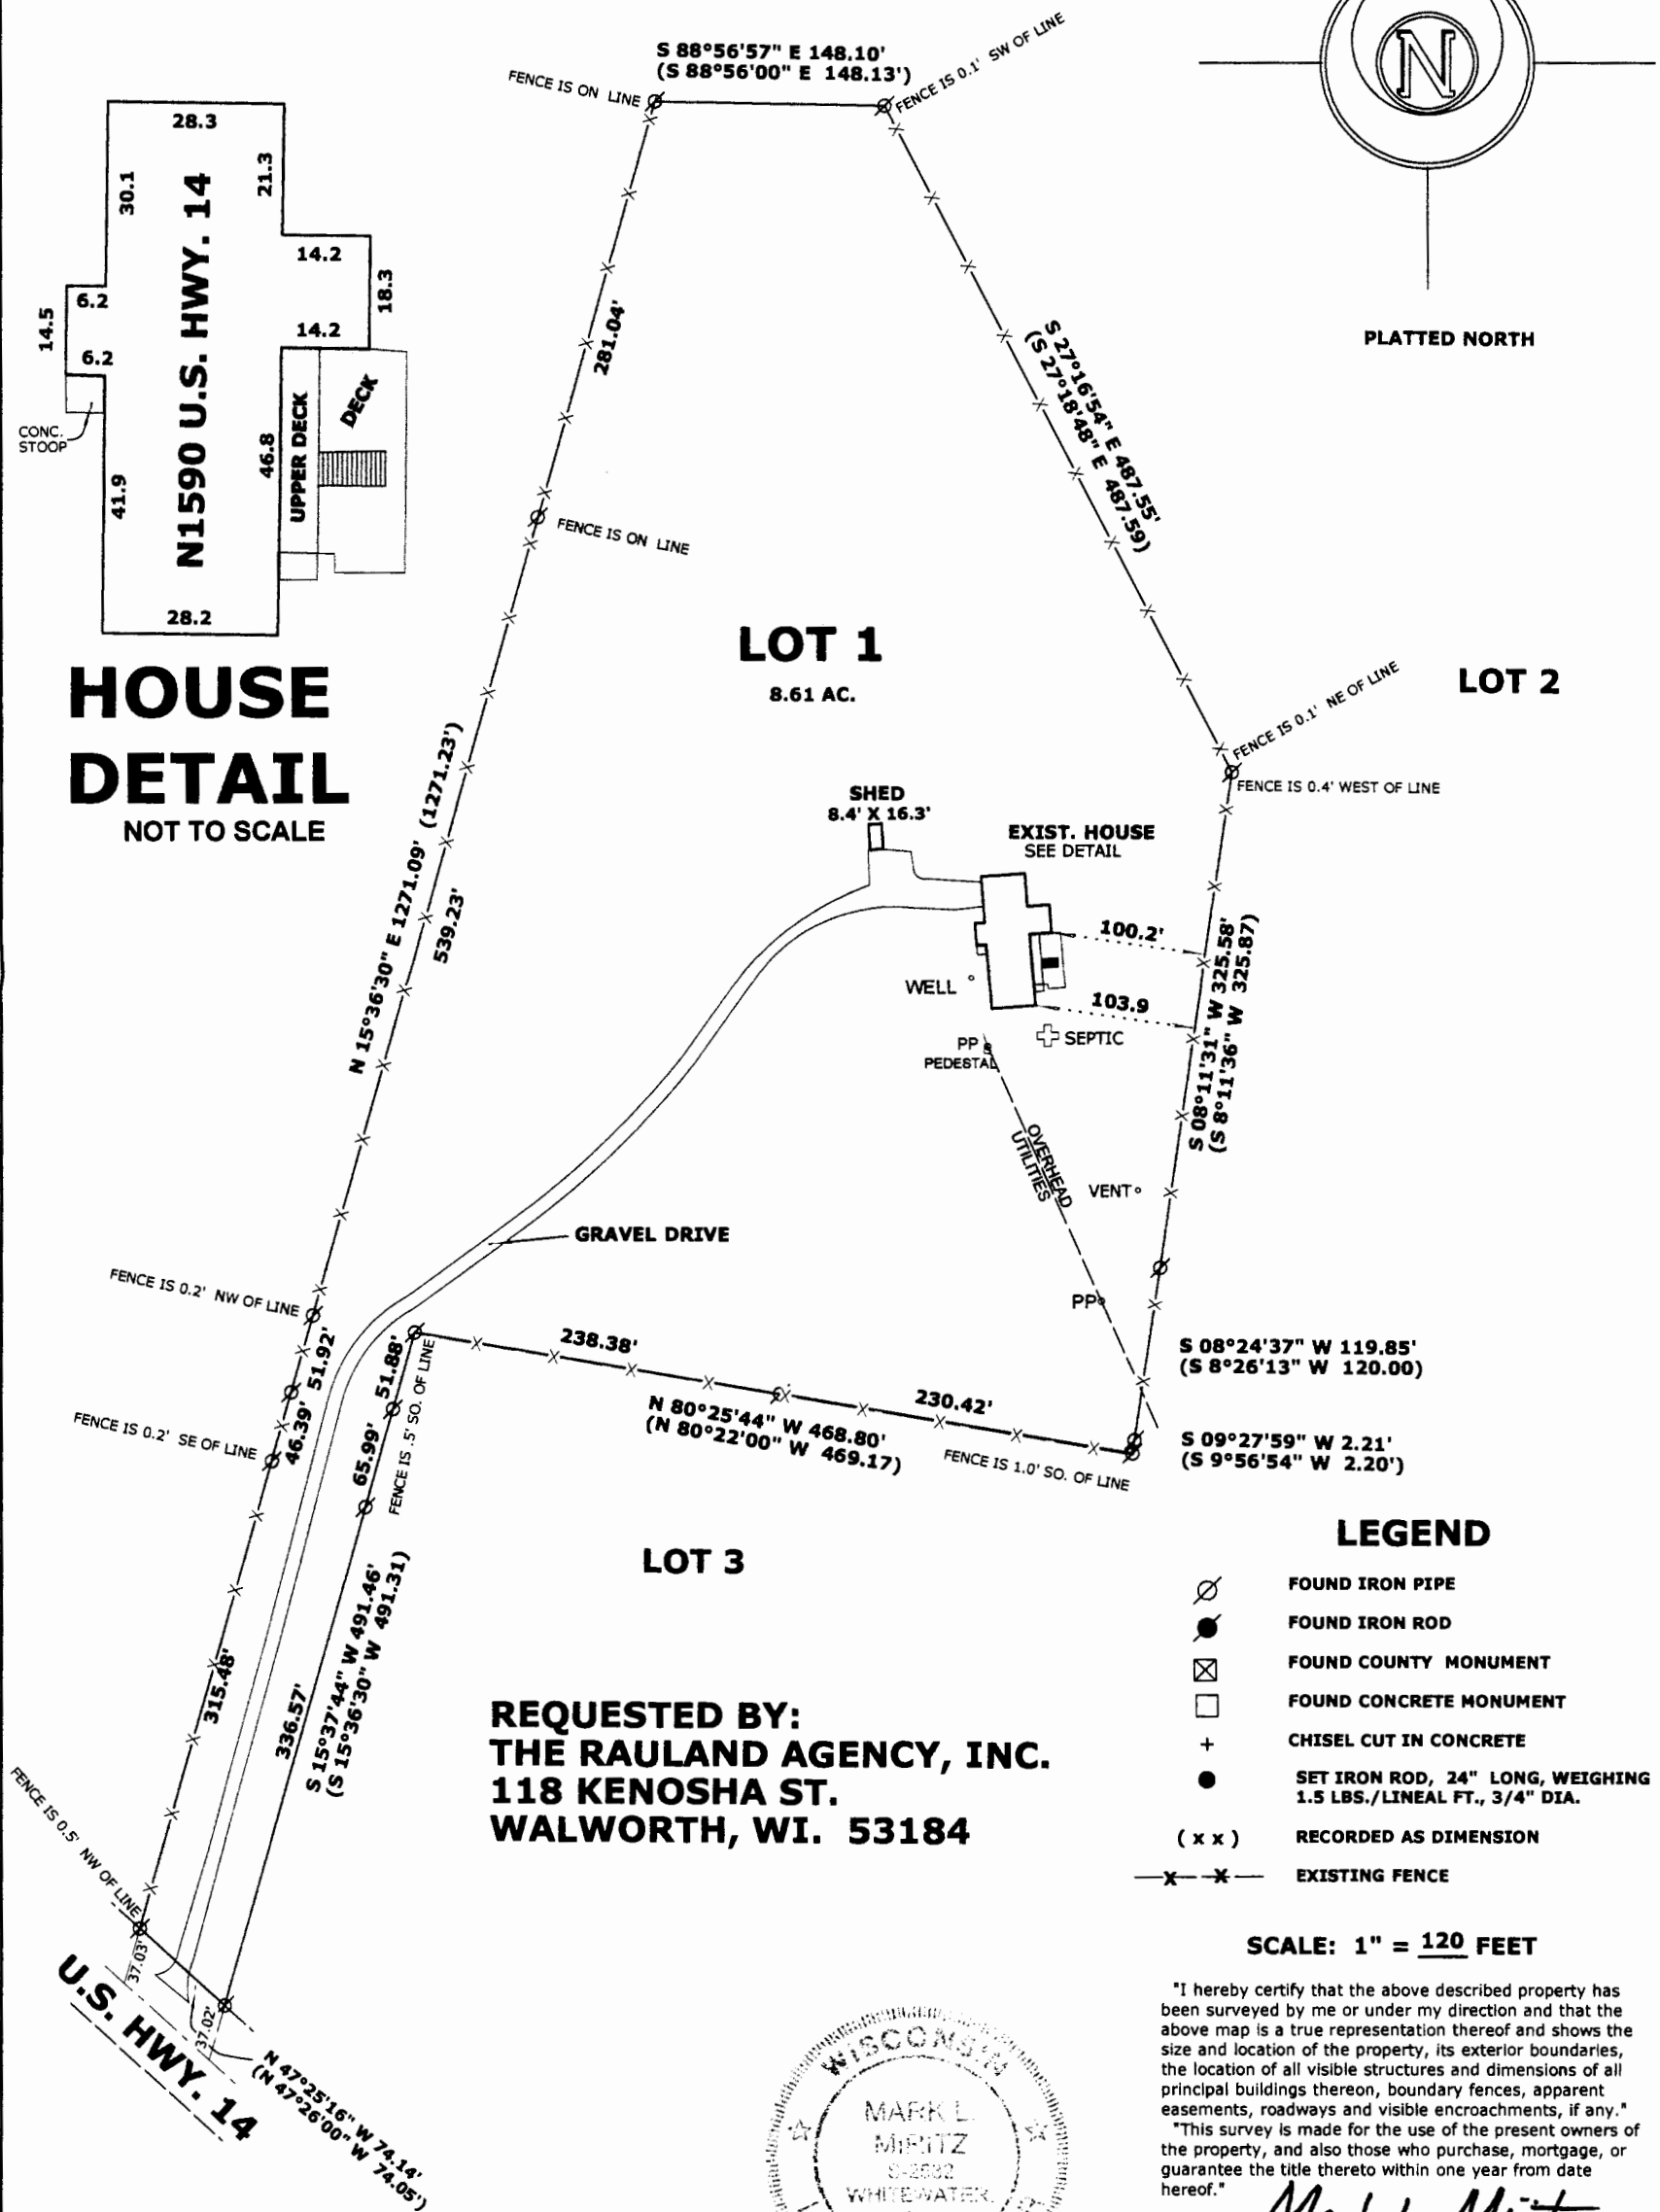 S 88°56'57" E 148.10'
(S 88°56'00" E 148.13')
FENCE IS ON LINE
FENCE IS 0.1' SW OF LINE
N
PLATTED NORTH
28.3
30.1
21.3
14.2
18.3
14.2
6.2
14.5
6.2
CONC.
STOOP
41.9
46.8
28.2
N1590 U.S. HWY. 14
UPPER DECK
DECK
HOUSE
DETAIL
NOT TO SCALE
281.04'
FENCE IS ON LINE
S 27°16'54" E 487.55'
(S 27°18'48" E 487.59)
LOT 1
8.61 AC.
LOT 2
FENCE IS 0.1' NE OF LINE
FENCE IS 0.4' WEST OF LINE
N 15°36'30" E 1271.09' (1271.23')
539.23'
SHED
8.4' X 16.3'
EXIST. HOUSE
SEE DETAIL
100.2'
103.9
WELL
SEPTIC
PP
PEDESTAL
S 08°11'31" W 325.58'
(S 8°11'36" W 325.87)
OVERHEAD
UTILITIES
VENT
PP
GRAVEL DRIVE
FENCE IS 0.2' NW OF LINE
51.92'
46.39'
FENCE IS 0.2' SE OF LINE
51.88'
65.99'
FENCE IS .5' SO. OF LINE
238.38'
230.42'
N 80°25'44" W 468.80'
(N 80°22'00" W 469.17)
FENCE IS 1.0' SO. OF LINE
S 08°24'37" W 119.85'
(S 8°26'13" W 120.00)
S 09°27'59" W 2.21'
(S 9°56'54" W 2.20')
LOT 3
315.48'
336.57'
S 15°37'44" W 491.46'
(S 15°36'30" W 491.31)
FENCE IS 0.5' NW OF LINE
37.03'
37.02'
U.S. HWY. 14
N 47°25'16" W 74.14'
(N 47°26'00" W 74.05')
REQUESTED BY:
THE RAULAND AGENCY, INC.
118 KENOSHA ST.
WALWORTH, WI. 53184
LEGEND
FOUND IRON PIPE
FOUND IRON ROD
FOUND COUNTY MONUMENT
FOUND CONCRETE MONUMENT
+ CHISEL CUT IN CONCRETE
SET IRON ROD, 24" LONG, WEIGHING
1.5 LBS./LINEAL FT., 3/4" DIA.
( x x ) RECORDED AS DIMENSION
x x EXISTING FENCE
SCALE: 1" = 120 FEET
"I hereby certify that the above described property has
been surveyed by me or under my direction and that the
above map is a true representation thereof and shows the
size and location of the property, its exterior boundaries,
the location of all visible structures and dimensions of all
principal buildings thereon, boundary fences, apparent
easements, roadways and visible encroachments, if any."
"This survey is made for the use of the present owners of
the property, and also those who purchase, mortgage, or
guarantee the title thereto within one year from date
hereof."
WISCONSIN
MARK L.
MIRITZ
WHITEWATER,